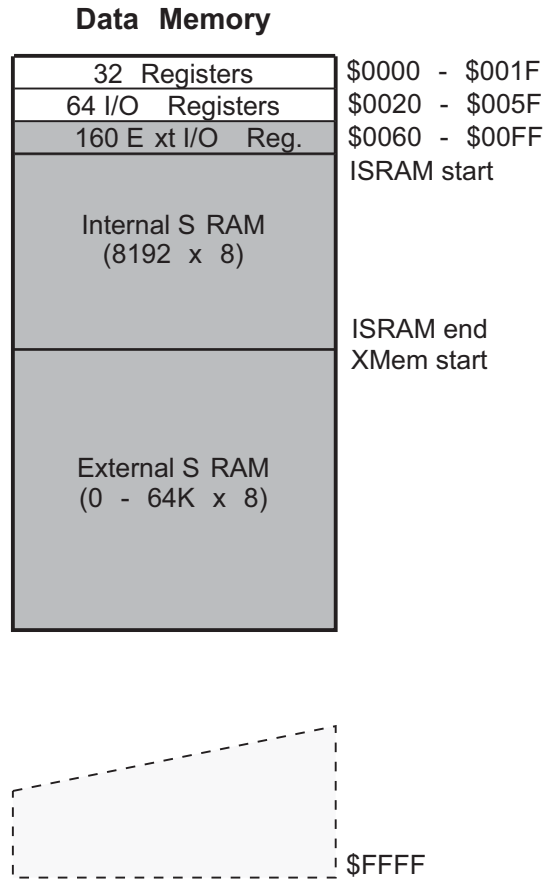 Data Memory
32 Registers $0000 - $001F
64 I/O Registers $0020 - $005F
160 E xt I/O Reg. $0060 - $00FF
ISRAM start
Internal S RAM
(8192 x 8)
ISRAM end
XMem start
External S RAM
(0 - 64K x 8)
$FFFF